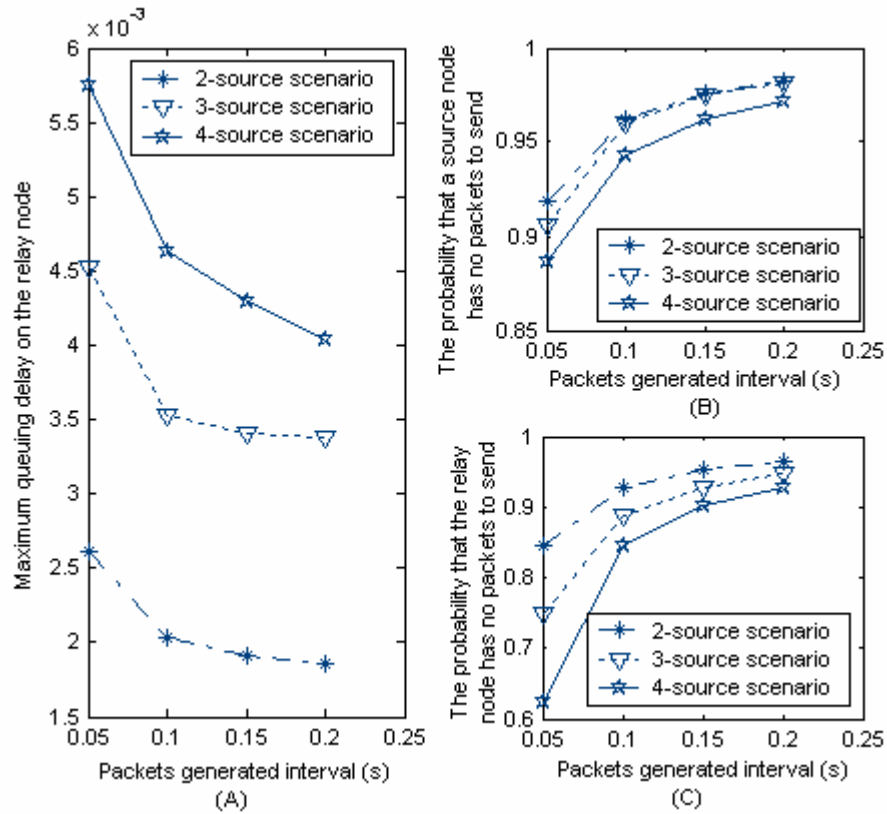 × 10⁻³
6
5.5
5
4.5
4
3.5
3
2.5
2
1.5
0.05 0.1 0.15 0.2 0.25
Maximum queuing delay on the relay node
Packets generated interval (s)
(A)
2-source scenario
3-source scenario
4-source scenario
1
0.95
0.9
0.85
0.05 0.1 0.15 0.2 0.25
The probability that a source node
has no packets to send
Packets generated interval (s)
(B)
2-source scenario
3-source scenario
4-source scenario
1
0.9
0.8
0.7
0.6
0.05 0.1 0.15 0.2 0.25
The probability that the relay
node has no packets to send
Packets generated interval (s)
(C)
2-source scenario
3-source scenario
4-source scenario